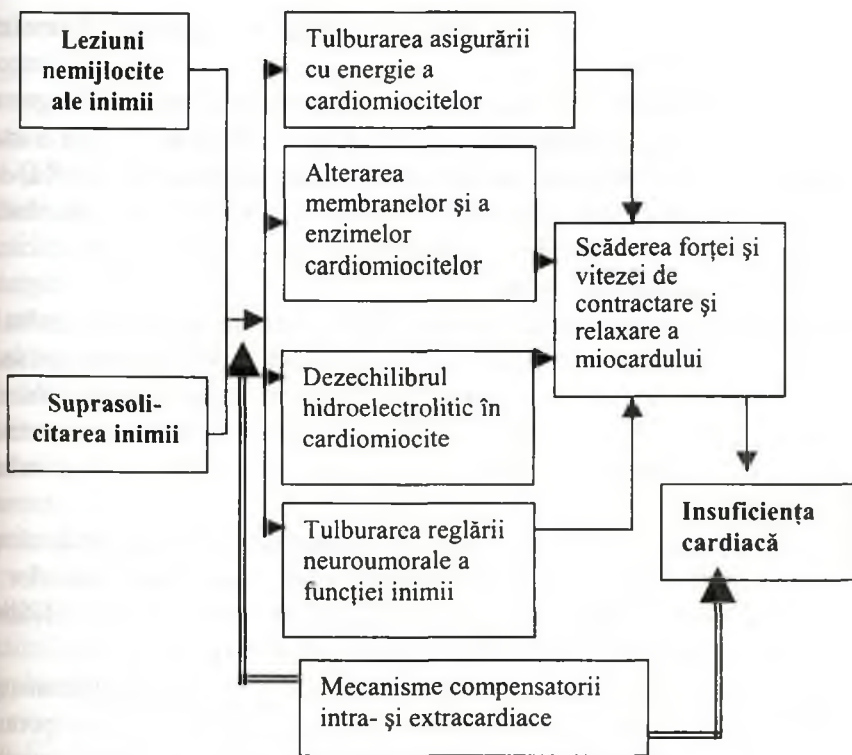 Leziuni
nemijlocite
ale inimii
Suprasoli-
citarea inimii
Tulburarea asigurării
cu energie a
cardiomiocitelor
Alterarea
membranelor şi a
enzimelor
cardiomiocitelor
Dezechilibrul
hidroelectrolitic în
cardiomiocite
Tulburarea reglării
neuroumorale a
funcţiei inimii
Scăderea forţei şi
vitezei de
contractare şi
relaxare a
miocardului
Insuficienţa
cardiacă
Mecanisme compensatorii
intra- şi extracardiace